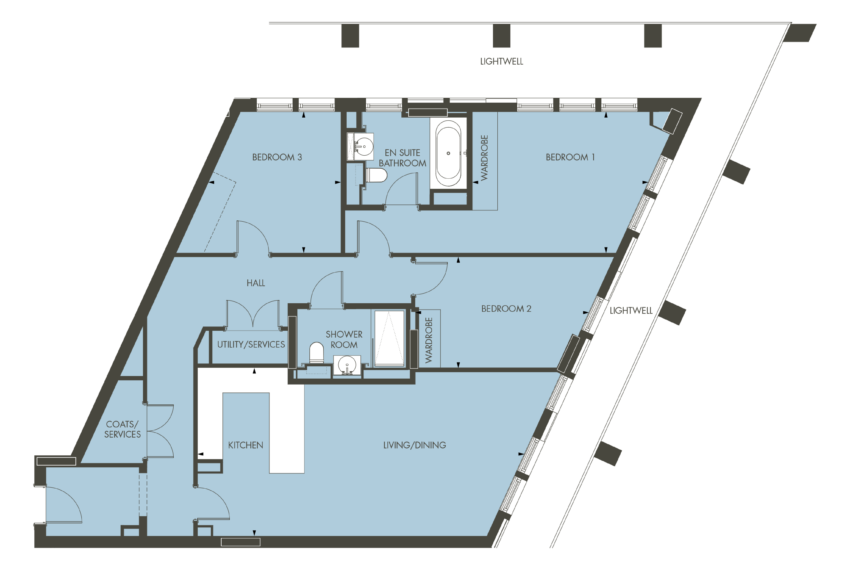 LIGHTWELL
BEDROOM 3
EN SUITE
BATHROOM
WARDROBE
BEDROOM 1
HALL
BEDROOM 2
LIGHTWELL
UTILITY/SERVICES
SHOWER
ROOM
WARDROBE
COATS/
SERVICES
KITCHEN
LIVING/DINING